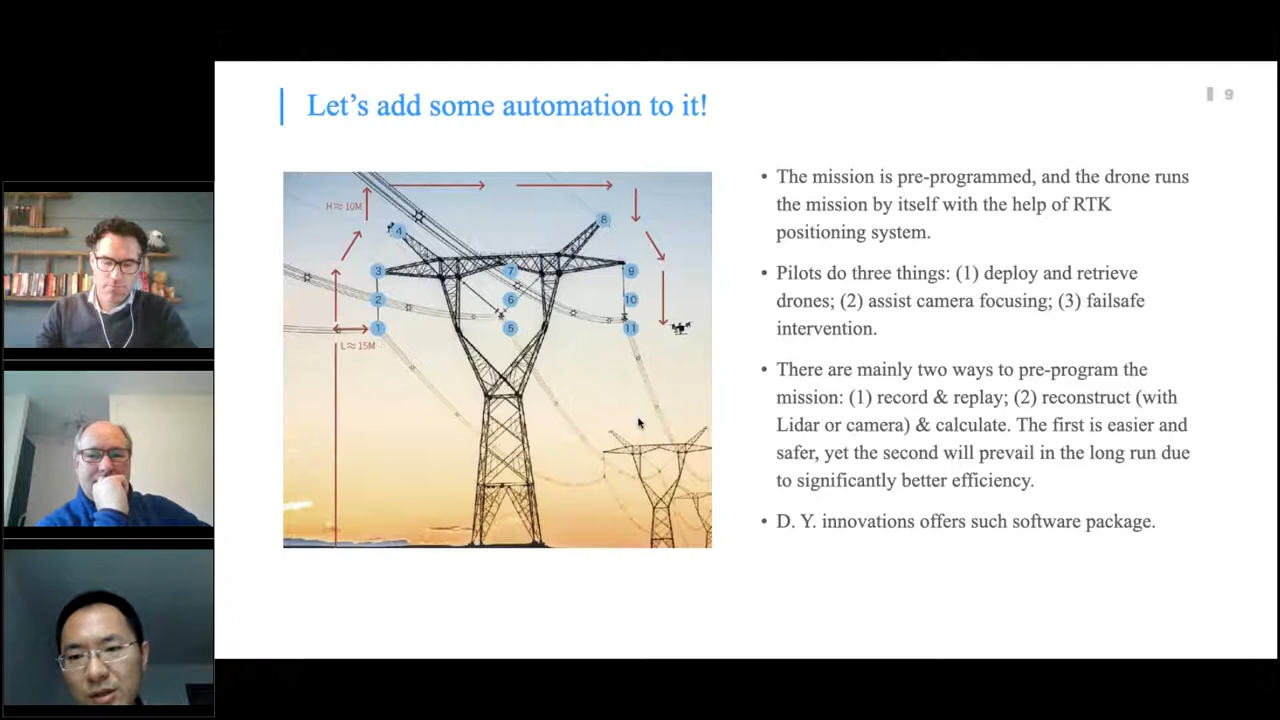 Let's add some automation to it!
9
H ≈ 10M
4
8
3
7
9
2
6
10
1
5
11
L ≈ 15M
• The mission is pre-programmed, and the drone runs
the mission by itself with the help of RTK
positioning system.
• Pilots do three things: (1) deploy and retrieve
drones; (2) assist camera focusing; (3) failsafe
intervention.
• There are mainly two ways to pre-program the
mission: (1) record & replay; (2) reconstruct (with
Lidar or camera) & calculate. The first is easier and
safer, yet the second will prevail in the long run due
to significantly better efficiency.
• D. Y. innovations offers such software package.